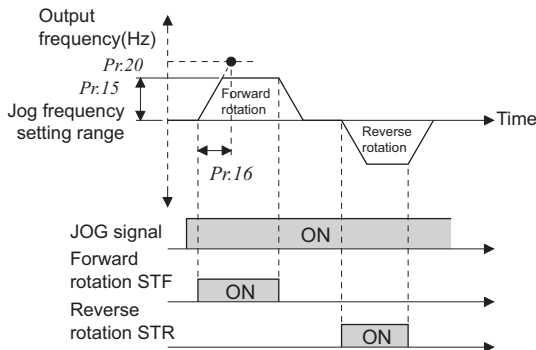 Output
frequency(Hz)
Pr.20
Pr.15
Forward
rotation
Jog frequency
setting range
Time
Reverse
rotation
Pr.16
JOG signal
ON
Forward
rotation STF
ON
Reverse
rotation STR
ON